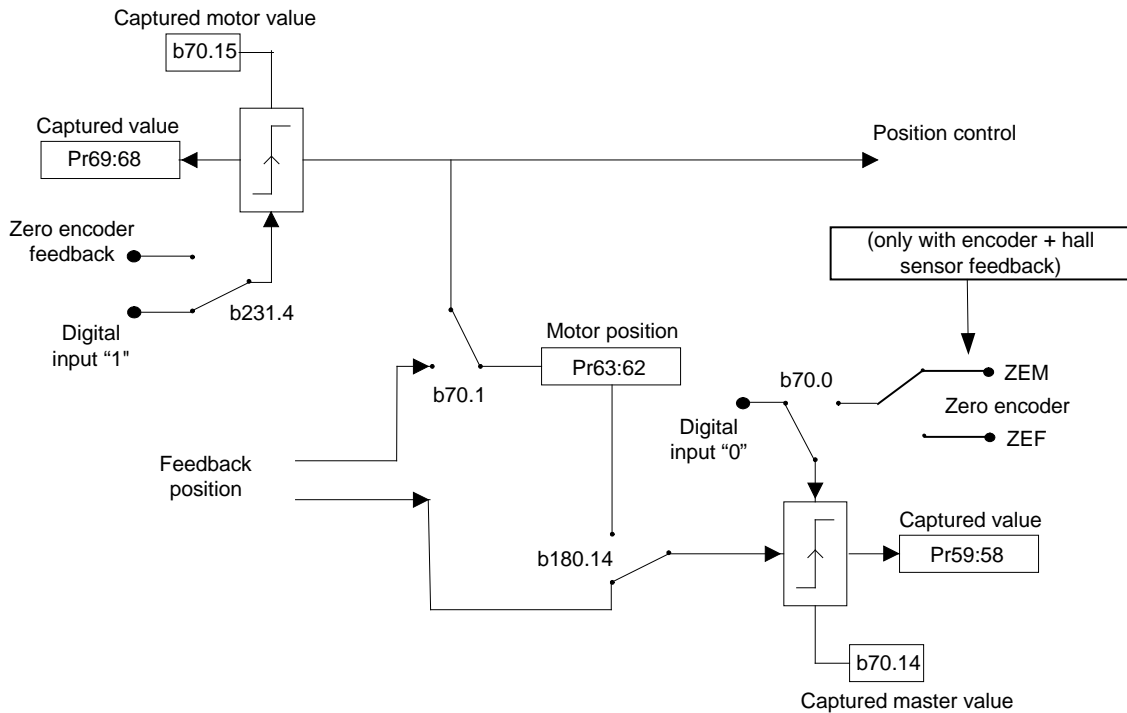 Captured motor value
b70.15
Captured value
Pr69:68
Position control
Zero encoder
feedback
(only with encoder + hall
sensor feedback)
b231.4
Digital
input “1"
Motor position
Pr63:62
b70.1
b70.0
ZEM
Zero encoder
ZEF
Digital
input “0”
Feedback
position
Captured value
Pr59:58
b180.14
b70.14
Captured master value